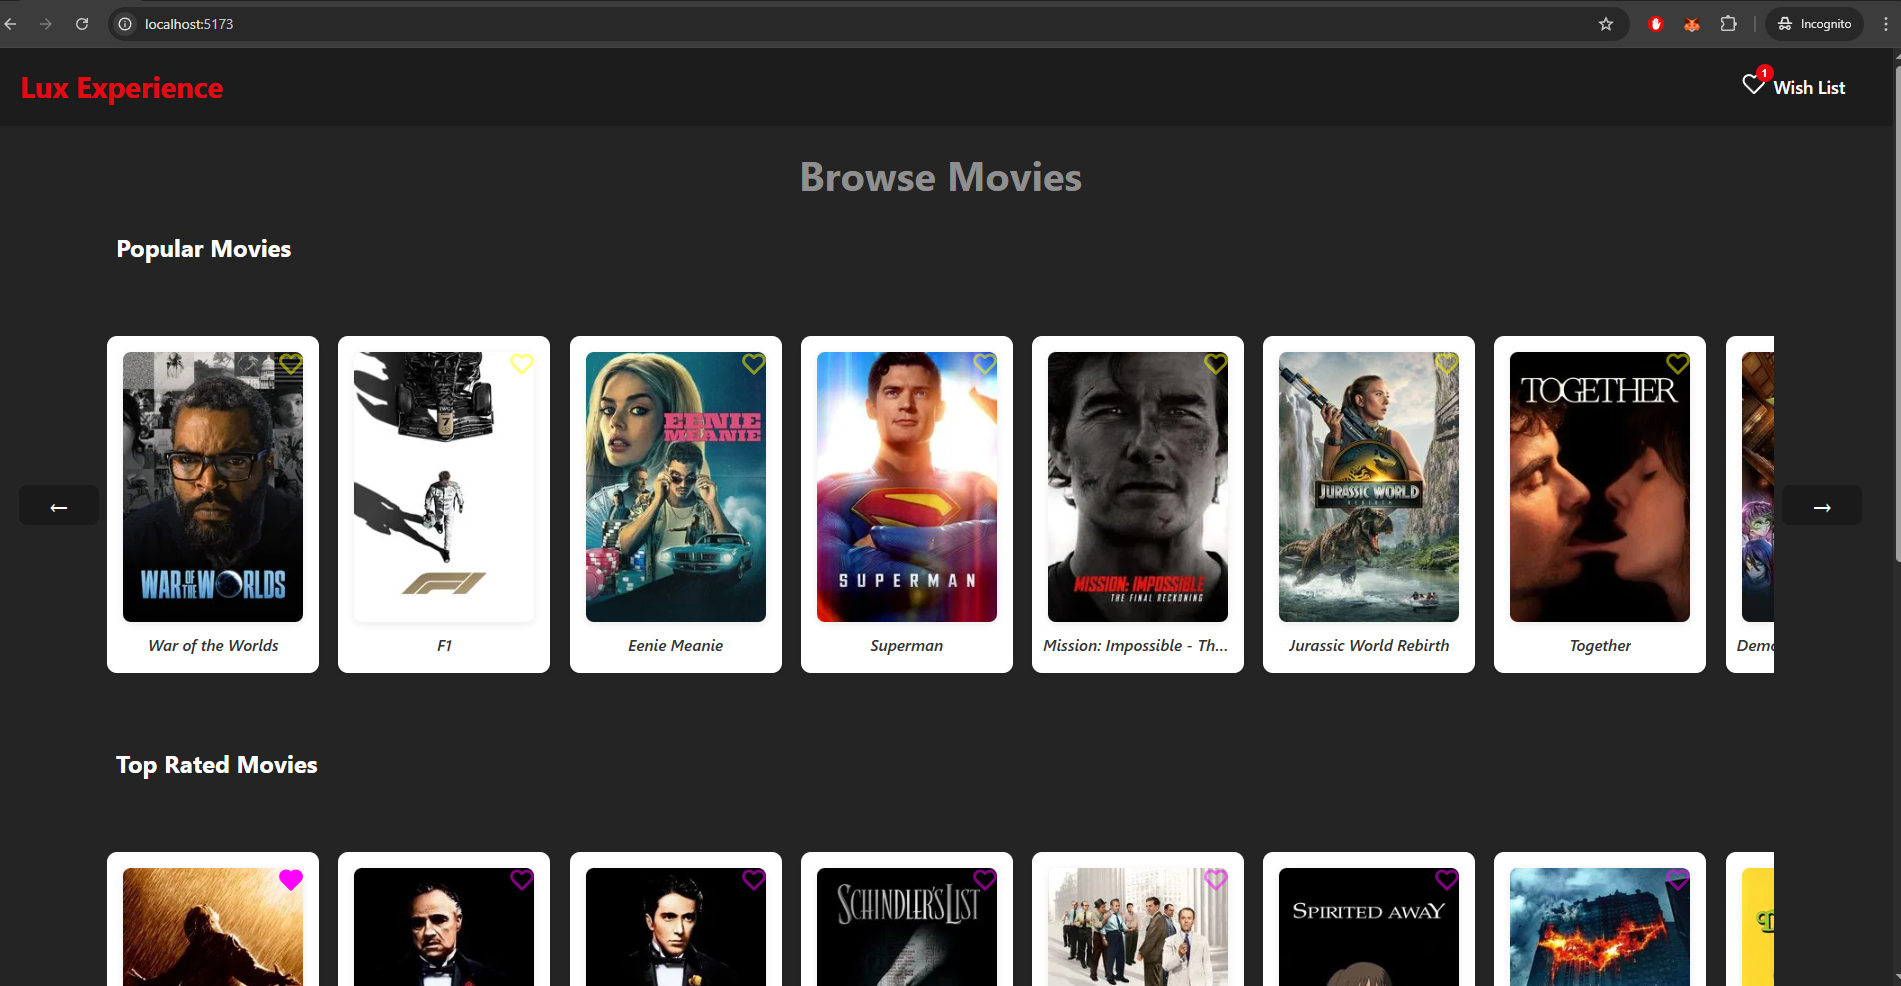 localhost:5173
Incognito
Lux Experience
1
Wish List
Browse Movies
Popular Movies
WAR OF THE WORLDS
7
F1
EENIE MEANIE
SUPERMAN
MISSION: IMPOSSIBLE
THE FINAL RECKONING
JURASSIC WORLD
REBIRTH
TOGETHER
←
→
War of the Worlds
F1
Eenie Meanie
Superman
Mission: Impossible - Th...
Jurassic World Rebirth
Together
Top Rated Movies
SCHINDLER'S LIST
SPIRITED AWAY